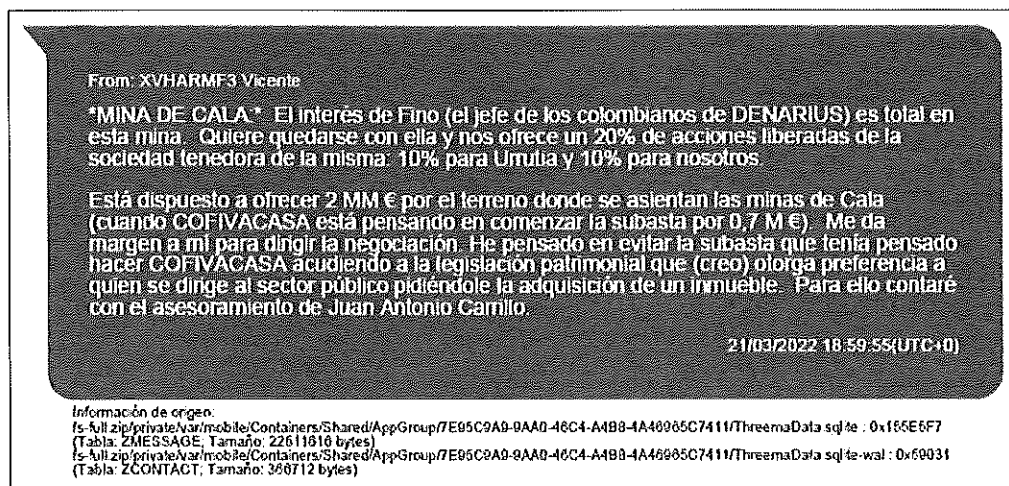 From: XVHARMF3 Vicente
*MINA DE CALA.* El interés de Fino (el jefe de los colombianos de DENARIUS) es total en
esta mina. Quiere quedarse con ella y nos ofrece un 20% de acciones liberadas de la
sociedad tenedora de la misma: 10% para Urrutia y 10% para nosotros.
Está dispuesto a ofrecer 2 MM € por el terreno donde se asientan las minas de Cala
(cuando COFIVACASA está pensando en comenzar la subasta por 0,7 M €). Me da
margen a mi para dirigir la negociación. He pensado en evitar la subasta que tenía pensado
hacer COFIVACASA acudiendo a la legislación patrimonial que (creo) otorga preferencia a
quien se dirige al sector público pidiéndole la adquisición de un inmueble. Para ello contaré
con el asesoramiento de Juan Antonio Carrillo.
21/03/2022 18:59:55(UTC+0)
Información de origen:
fs-full.zip/private/var/mobile/Containers/Shared/AppGroup/7E95C9A9-9AA0-46C4-A4B8-4A46965C7411/ThreemaData.sqlite : 0x155E5F7
(Tabla: ZMESSAGE; Tamaño: 22611616 bytes)
fs-full.zip/private/var/mobile/Containers/Shared/AppGroup/7E95C9A9-9AA0-46C4-A4B8-4A46965C7411/ThreemaData.sqlite-wal : 0x69031
(Tabla: ZCONTACT; Tamaño: 366712 bytes)